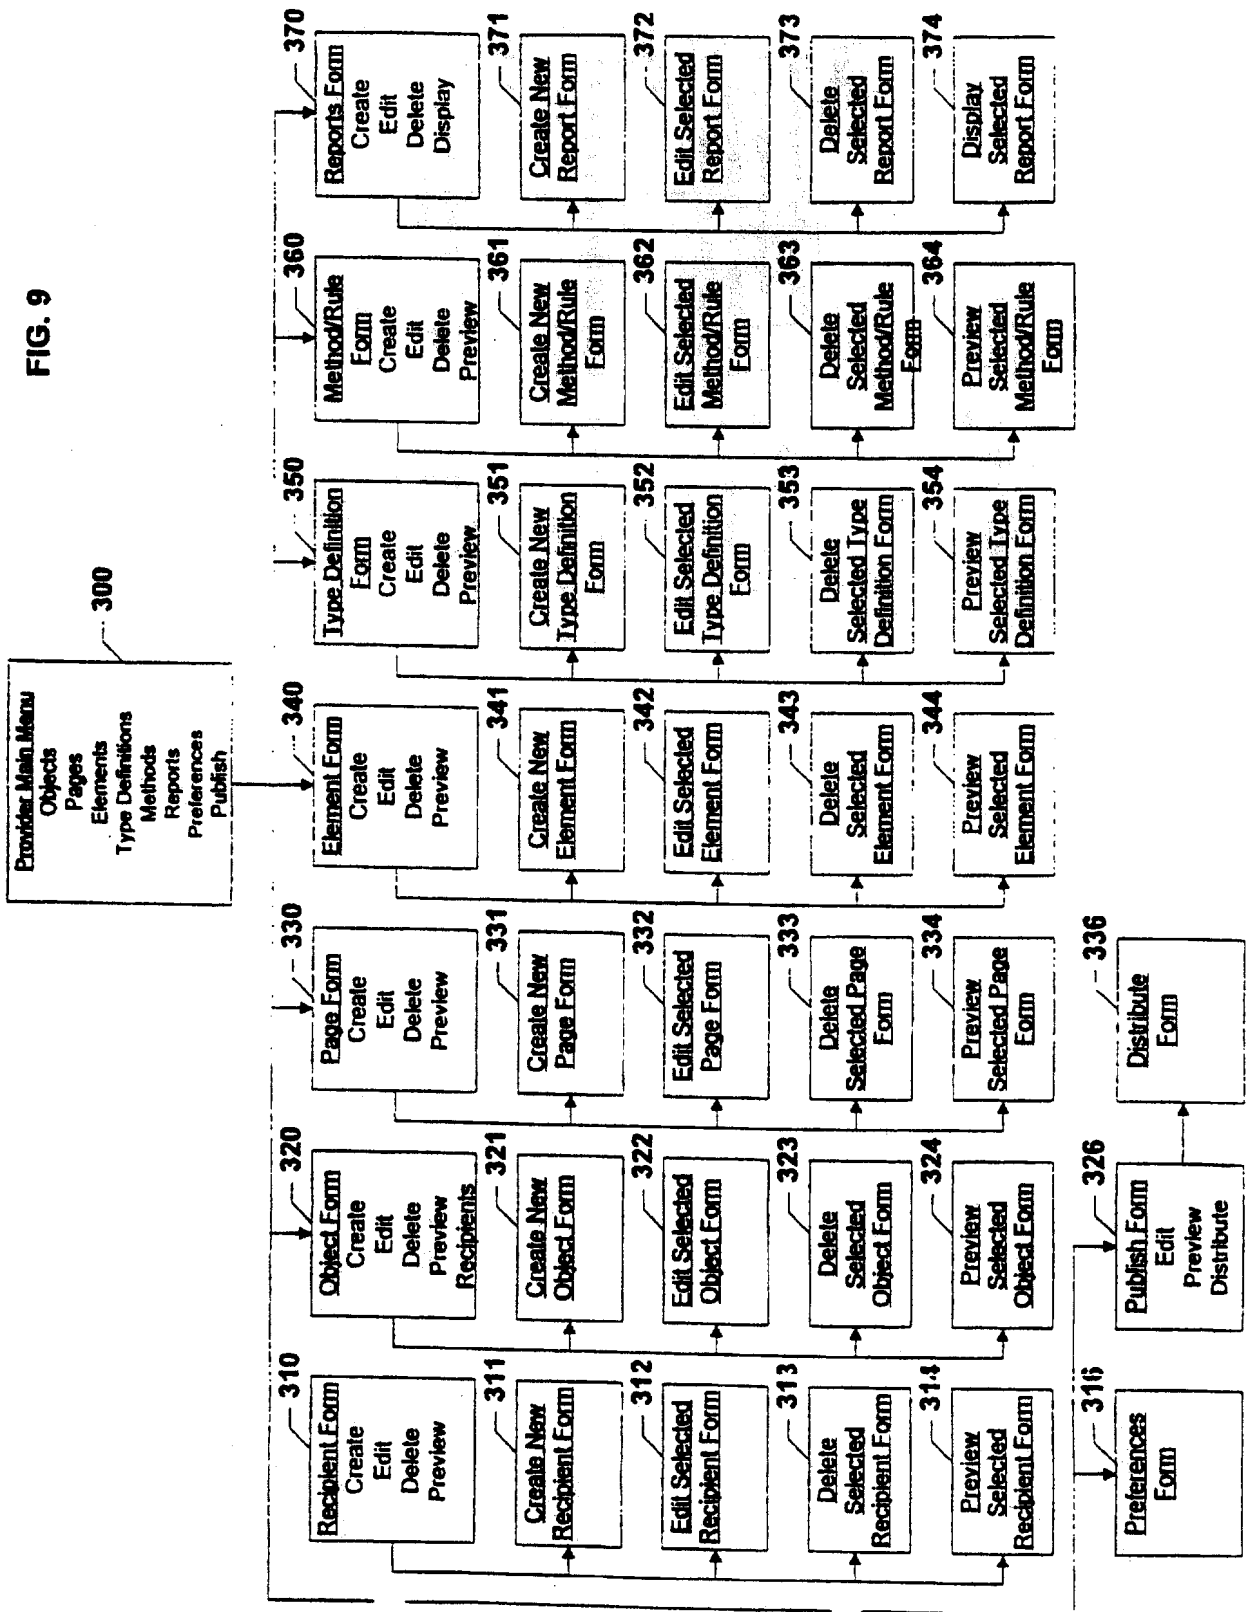 FIG. 9
Provider Main Menu
Objects
Pages
Elements
Type Definitions
Methods
Reports
Preferences
Publish
300
310
Recipient Form
Create
Edit
Delete
Preview
320
Object Form
Create
Edit
Delete
Preview
Recipients
330
Page Form
Create
Edit
Delete
Preview
340
Element Form
Create
Edit
Delete
Preview
350
Type Definition
Form
Create
Edit
Delete
Preview
360
Method/Rule
Form
Create
Edit
Delete
Preview
370
Reports Form
Create
Edit
Delete
Display
311
Create New
Recipient Form
321
Create New
Object Form
331
Create New
Page Form
341
Create New
Element Form
351
Create New
Type Definition
Form
361
Create New
Method/Rule
Form
371
Create New
Report Form
312
Edit Selected
Recipient Form
322
Edit Selected
Object Form
332
Edit Selected
Page Form
342
Edit Selected
Element Form
352
Edit Selected
Type Definition
Form
362
Edit Selected
Method/Rule
Form
372
Edit Selected
Report Form
313
Delete
Selected
Recipient Form
323
Delete
Selected
Object Form
333
Delete
Selected Page
Form
343
Delete
Selected
Element Form
353
Delete
Selected Type
Definition Form
363
Delete
Selected
Method/Rule
Form
373
Delete
Selected
Report Form
314
Preview
Selected
Recipient Form
324
Preview
Selected
Object Form
334
Preview
Selected Page
Form
344
Preview
Selected
Element Form
354
Preview
Selected Type
Definition Form
364
Preview
Selected
Method/Rule
Form
374
Display
Selected
Report Form
316
Preferences
Form
326
Publish Form
Edit
Preview
Distribute
336
Distribute
Form